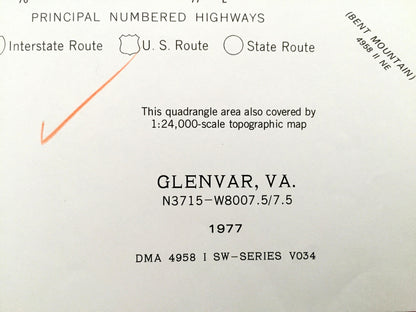 PRINCIPAL NUMBERED HIGHWAYS
Interstate Route U. S. Route State Route
(BENT MOUNTAIN)
4958 II NE
This quadrangle area also covered by
1:24,000-scale topographic map
GLENVAR, VA.
N3715–W8007.5/7.5
1977
DMA 4958 I SW–SERIES V034